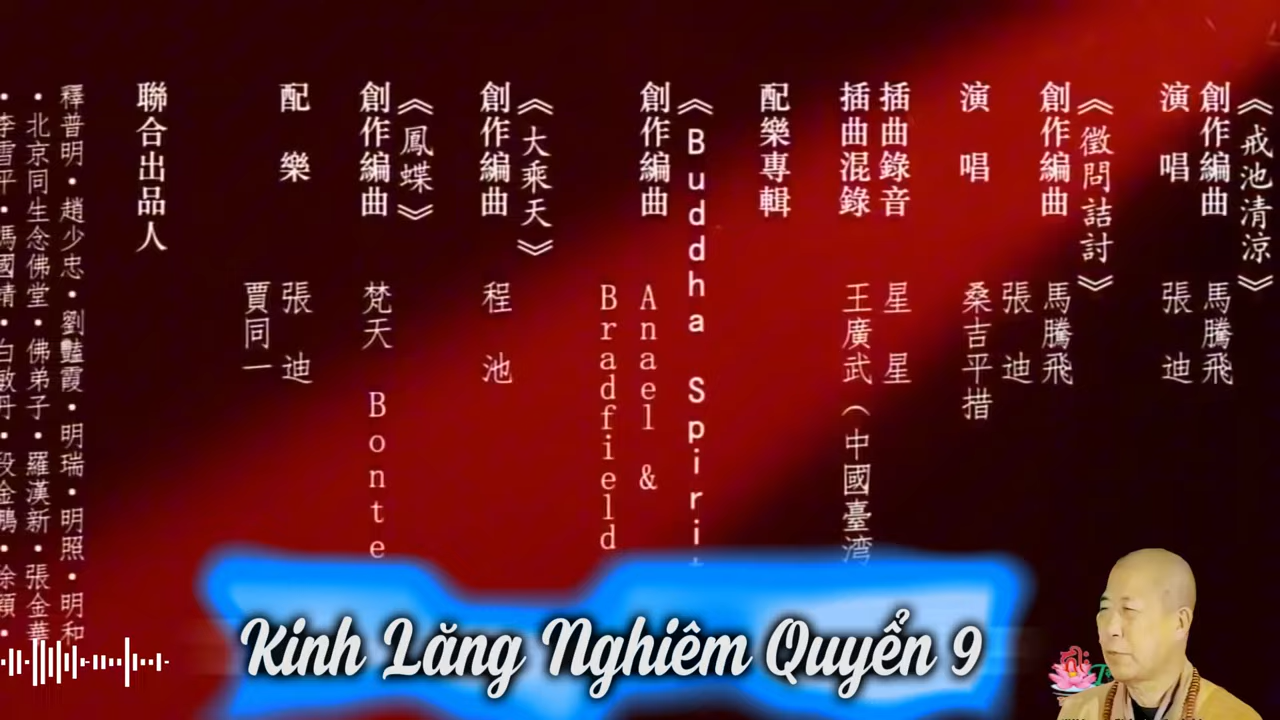 《戒池清涼》
創作編曲 馬騰飛
演唱 張迪
《徵問詰討》
創作編曲 馬騰飛
張迪
演唱 桑吉平措
插曲錄音 星星
插曲混錄 王廣武（中國臺灣
配樂專輯
《Buddha Spirit
創作編曲 Anael &
Bradfield
《大乘天》
創作編曲 程池
《鳳蝶》
創作編曲 梵天 Bonte
配樂 張迪
賈同一
聯合出品人
釋普明・趙少忠・劉豔霞・明瑞・明照・明和
・北京同生念佛堂・佛弟子・羅漢新・張金華
・李雪平・馮國晴・白敏丹・段金鵬・徐穎・
Kinh Lăng Nghiêm Quyển 9